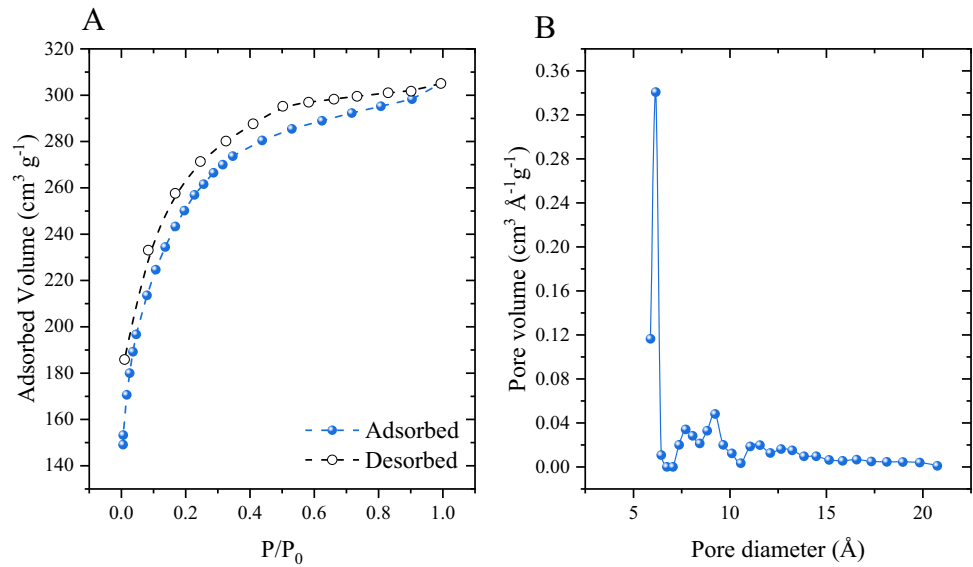 A
320
300
280
260
240
220
200
180
160
140
Adsorbed Volume (cm³ g⁻¹)
0.0 0.2 0.4 0.6 0.8 1.0
P/P₀
Adsorbed
Desorbed
B
0.36
0.32
0.28
0.24
0.20
0.16
0.12
0.08
0.04
0.00
Pore volume (cm³ Å⁻¹g⁻¹)
5 10 15 20
Pore diameter (Å)